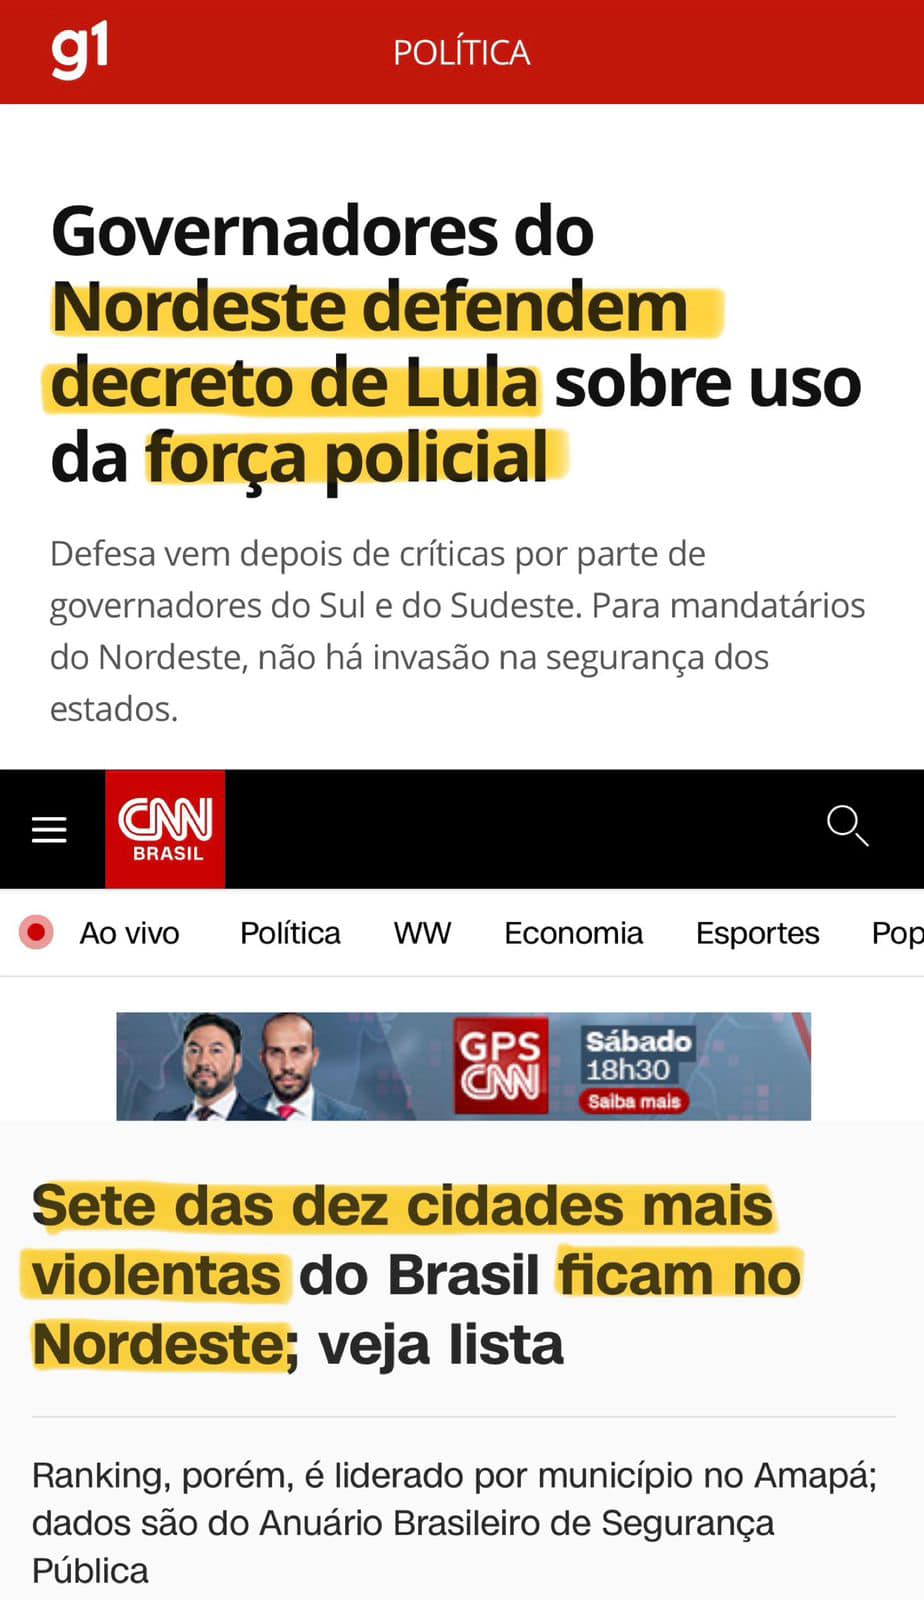 g1
POLÍTICA
Governadores do
Nordeste defendem
decreto de Lula sobre uso
da força policial
Defesa vem depois de críticas por parte de
governadores do Sul e do Sudeste. Para mandatários
do Nordeste, não há invasão na segurança dos
estados.
CNN
BRASIL
Ao vivo Política WW Economia Esportes Pop
GPS
CNN
Sábado
18h30
Saiba mais
Sete das dez cidades mais
violentas do Brasil ficam no
Nordeste; veja lista
Ranking, porém, é liderado por município no Amapá;
dados são do Anuário Brasileiro de Segurança
Pública